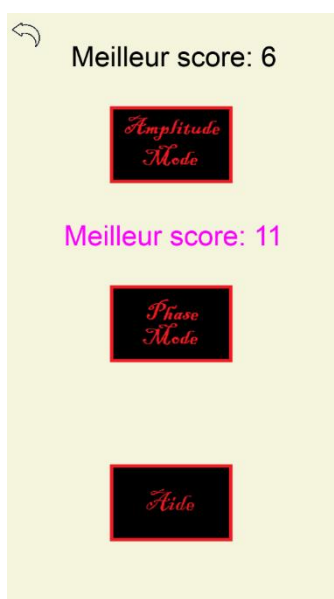 Meilleur score: 6
Amplitude
Mode
Meilleur score: 11
Phase
Mode
Aide